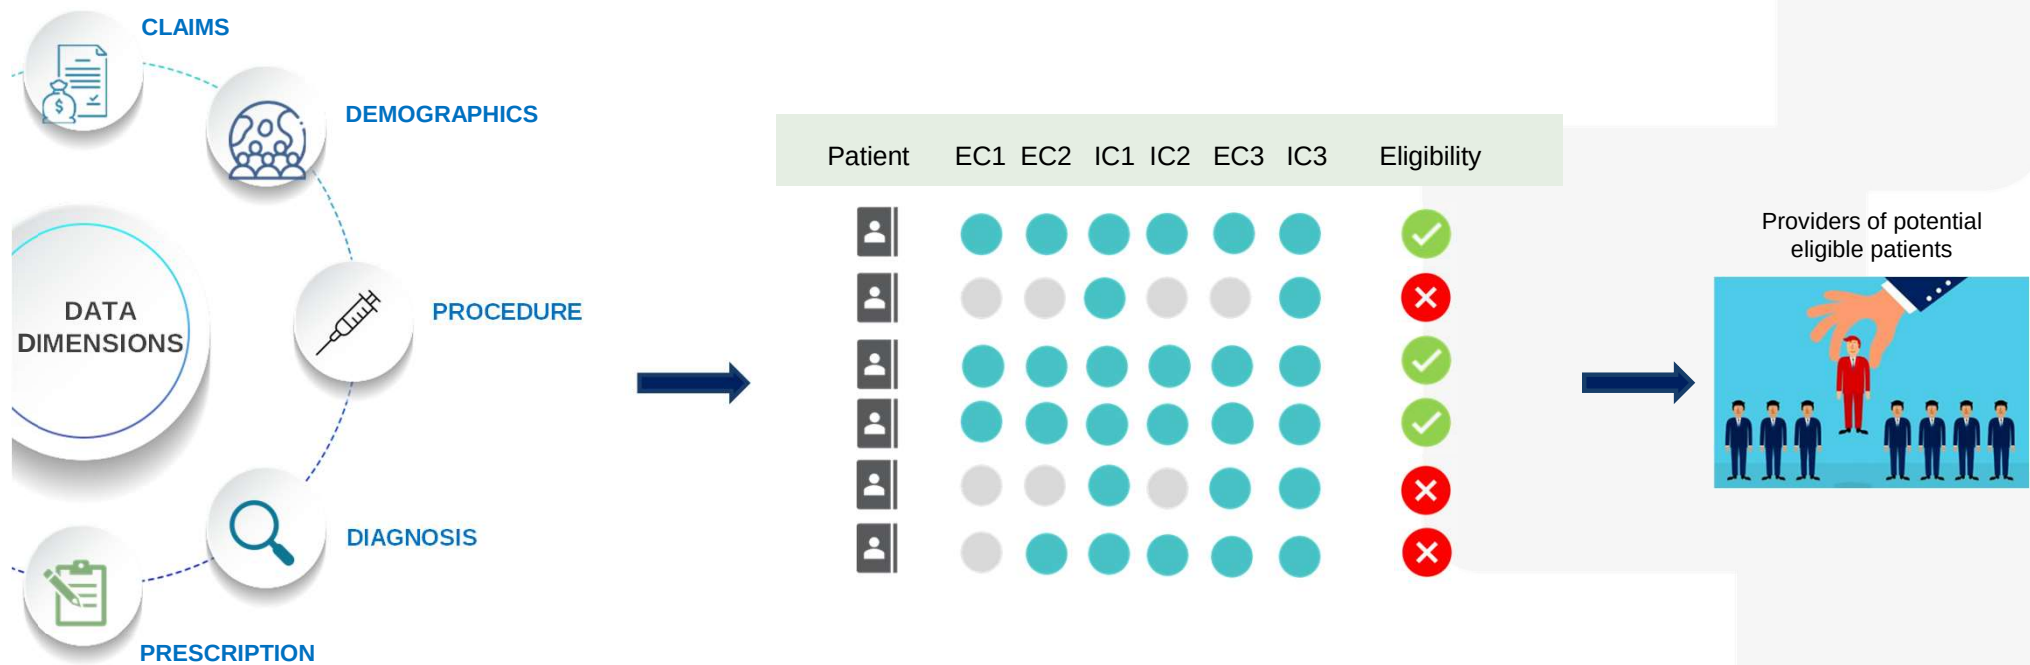 CLAIMS
DEMOGRAPHICS
DATA
DIMENSIONS
PROCEDURE
DIAGNOSIS
PRESCRIPTION
Patient EC1 EC2 IC1 IC2 EC3 IC3 Eligibility
Providers of potential
eligible patients